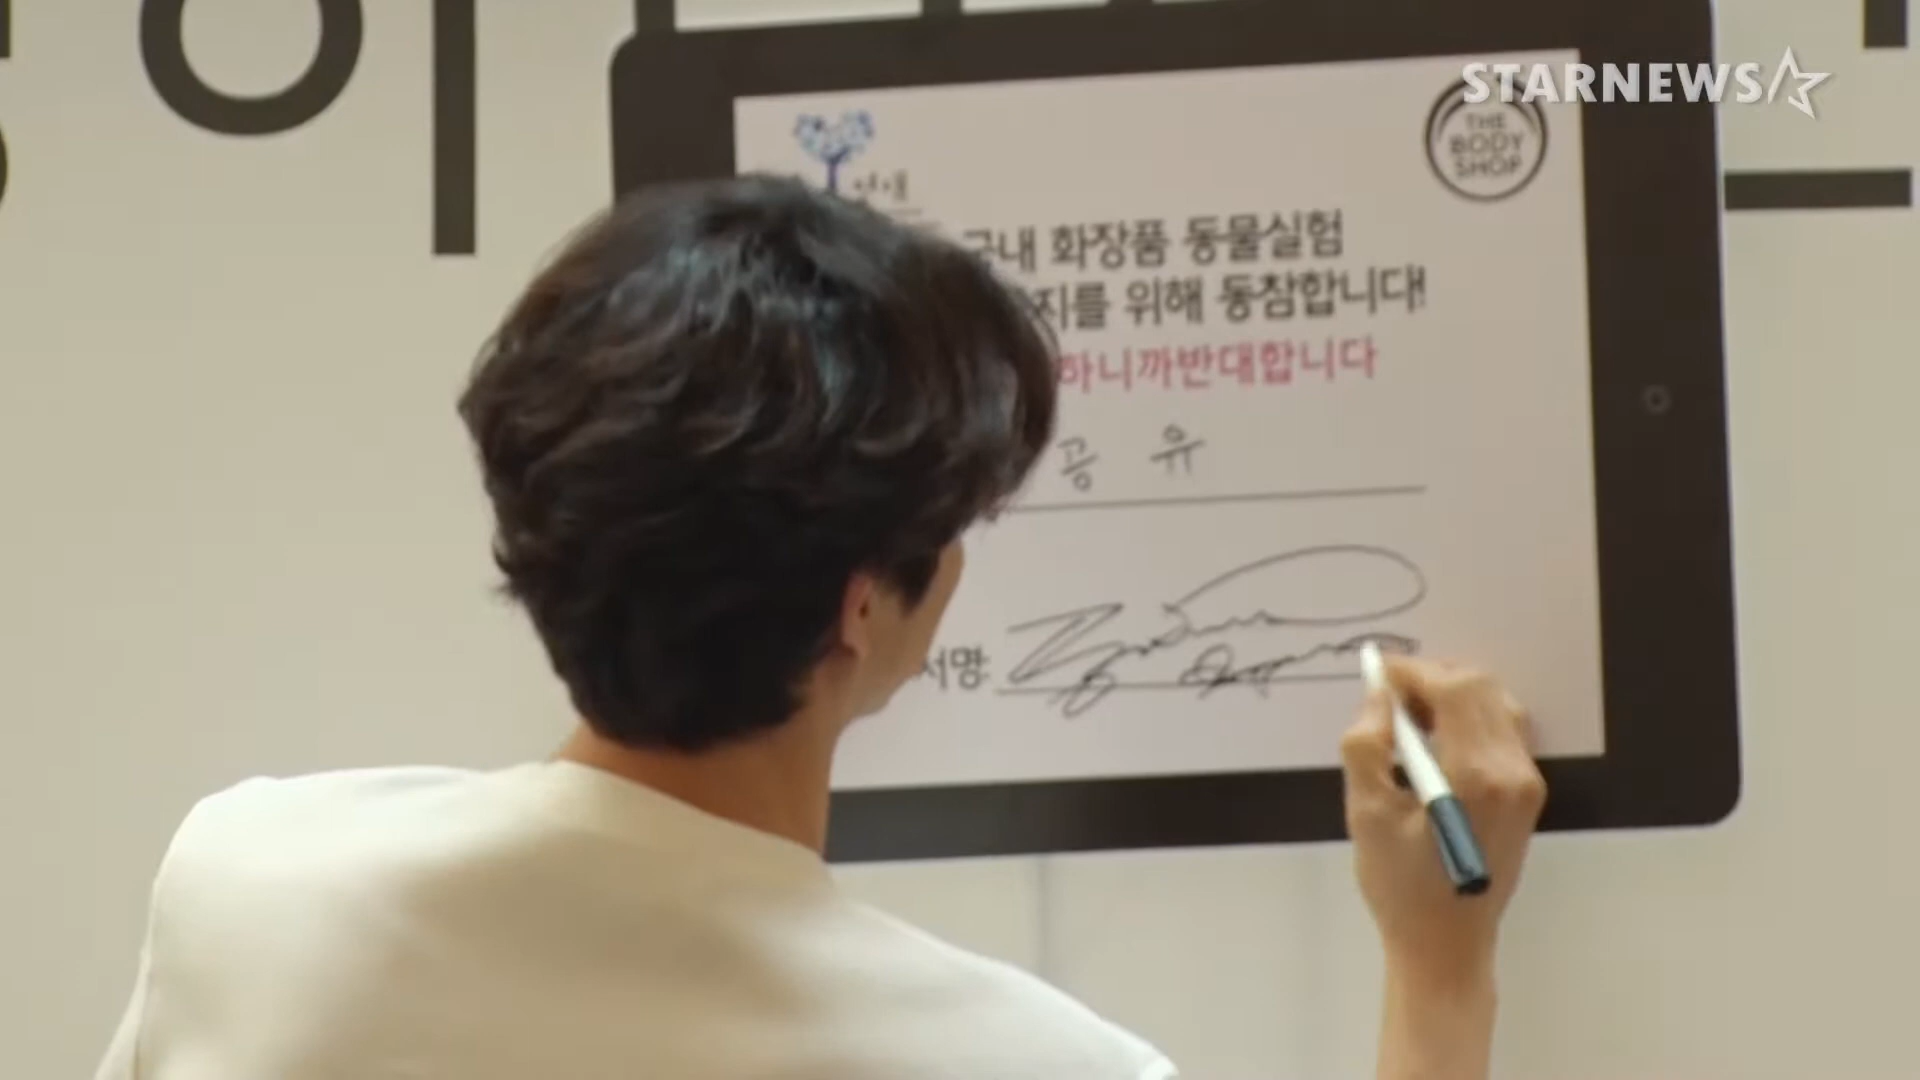 STARNEWS
THE
BODY
SHOP
국내 화장품 동물실험
지를 위해 동참합니다!
하니까반대합니다
공 유
서명: